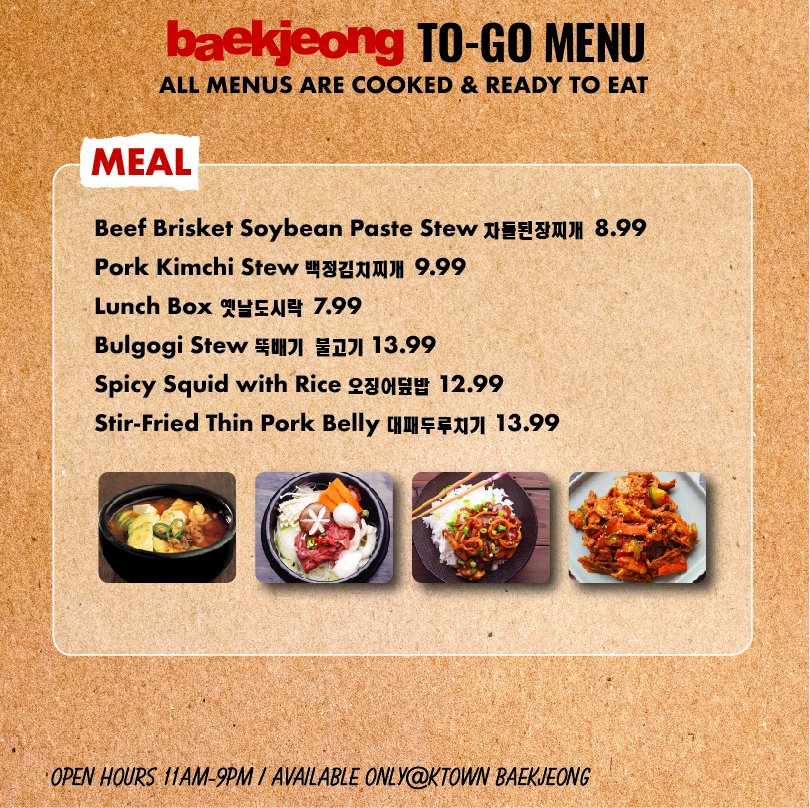 baekjeong TO-GO MENU
ALL MENUS ARE COOKED & READY TO EAT
MEAL
Beef Brisket Soybean Paste Stew 차돌된장찌개 8.99
Pork Kimchi Stew 백정김치찌개 9.99
Lunch Box 옛날도시락 7.99
Bulgogi Stew 뚝배기 불고기 13.99
Spicy Squid with Rice 오징어덮밥 12.99
Stir-Fried Thin Pork Belly 대패두루치기 13.99
OPEN HOURS 11AM-9PM / AVAILABLE ONLY@KTOWN BAEKJEONG